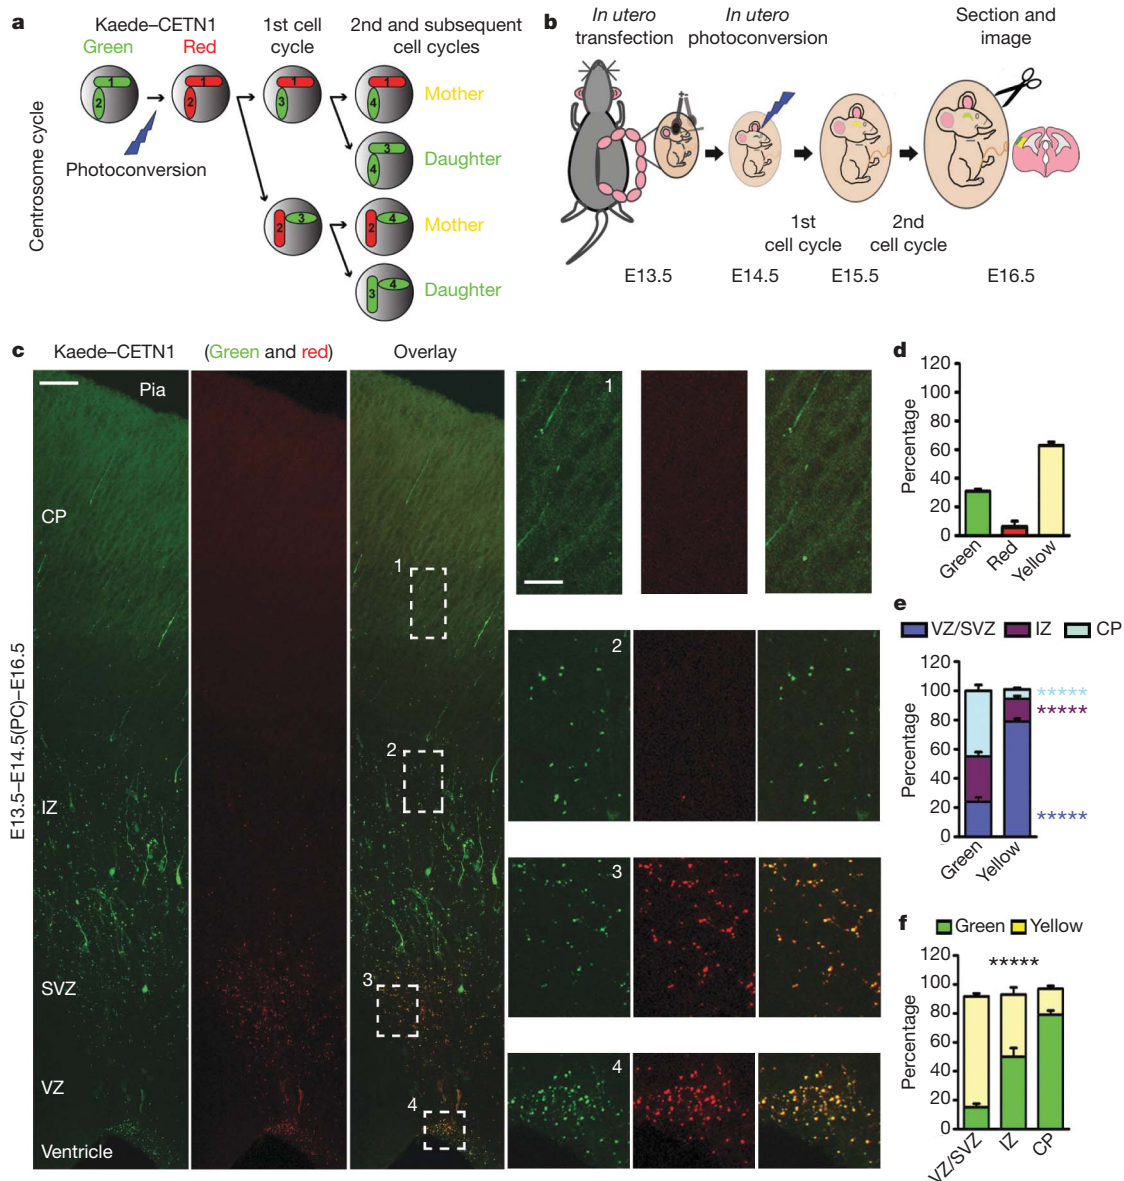 a
Kaede–CETN1
Green Red
1st cell
cycle
2nd and subsequent
cell cycles
Centrosome cycle
1
2
1
2
1
3
1
4
Mother
Photoconversion
3
4
Daughter
2
3
2
4
Mother
3
4
Daughter
b
In utero
transfection
In utero
photoconversion
Section and
image
1st
cell cycle
2nd
cell cycle
E13.5
E14.5
E15.5
E16.5
c
Kaede–CETN1
(Green and red)
Overlay
E13.5–E14.5(PC)–E16.5
Pia
CP
IZ
SVZ
VZ
Ventricle
1
2
3
4
1
2
3
4
d
Percentage
120
100
80
60
40
20
0
Green
Red
Yellow
e
VZ/SVZ
IZ
CP
Percentage
120
100
80
60
40
20
0
*****
*****
*****
Green
Yellow
f
Green
Yellow
Percentage
120
100
80
60
40
20
0
*****
VZ/SVZ
IZ
CP